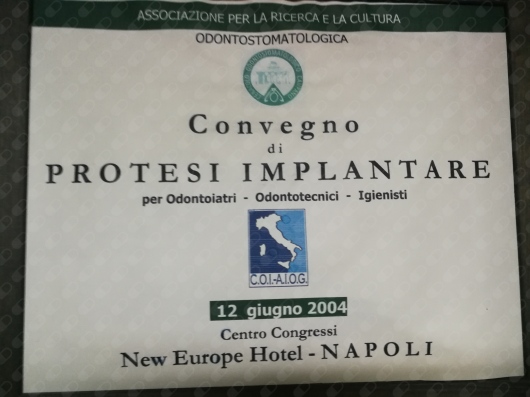 ASSOCIAZIONE PER LA RICERCA E LA CULTURA
ODONTOSTOMATOLOGICA
Convegno
di
PROTESI IMPLANTARE
per Odontoiatri - Odontotecnici - Igienisti
C.O.I.-A.I.O.G.
12 giugno 2004
Centro Congressi
New Europe Hotel - NAPOLI